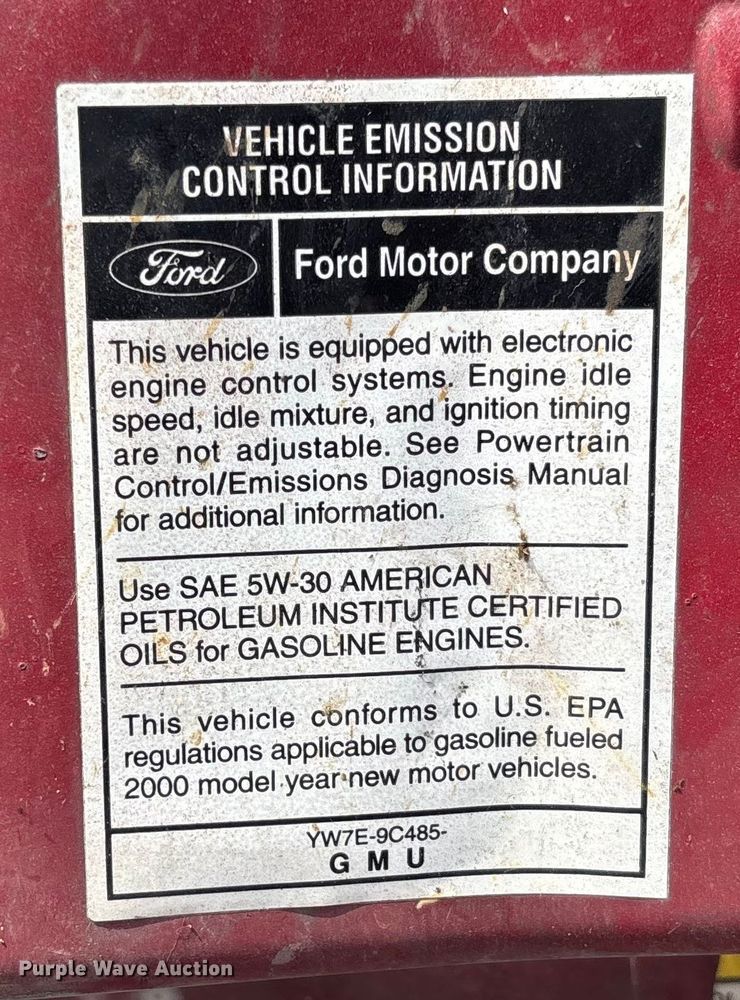 VEHICLE EMISSION
CONTROL INFORMATION
Ford
Ford Motor Company
This vehicle is equipped with electronic
engine control systems. Engine idle
speed, idle mixture, and ignition timing
are not adjustable. See Powertrain
Control/Emissions Diagnosis Manual
for additional information.
Use SAE 5W-30 AMERICAN
PETROLEUM INSTITUTE CERTIFIED
OILS for GASOLINE ENGINES.
This vehicle conforms to U.S. EPA
regulations applicable to gasoline fueled
2000 model year new motor vehicles.
YW7E-9C485-
G M U
Purple Wave Auction